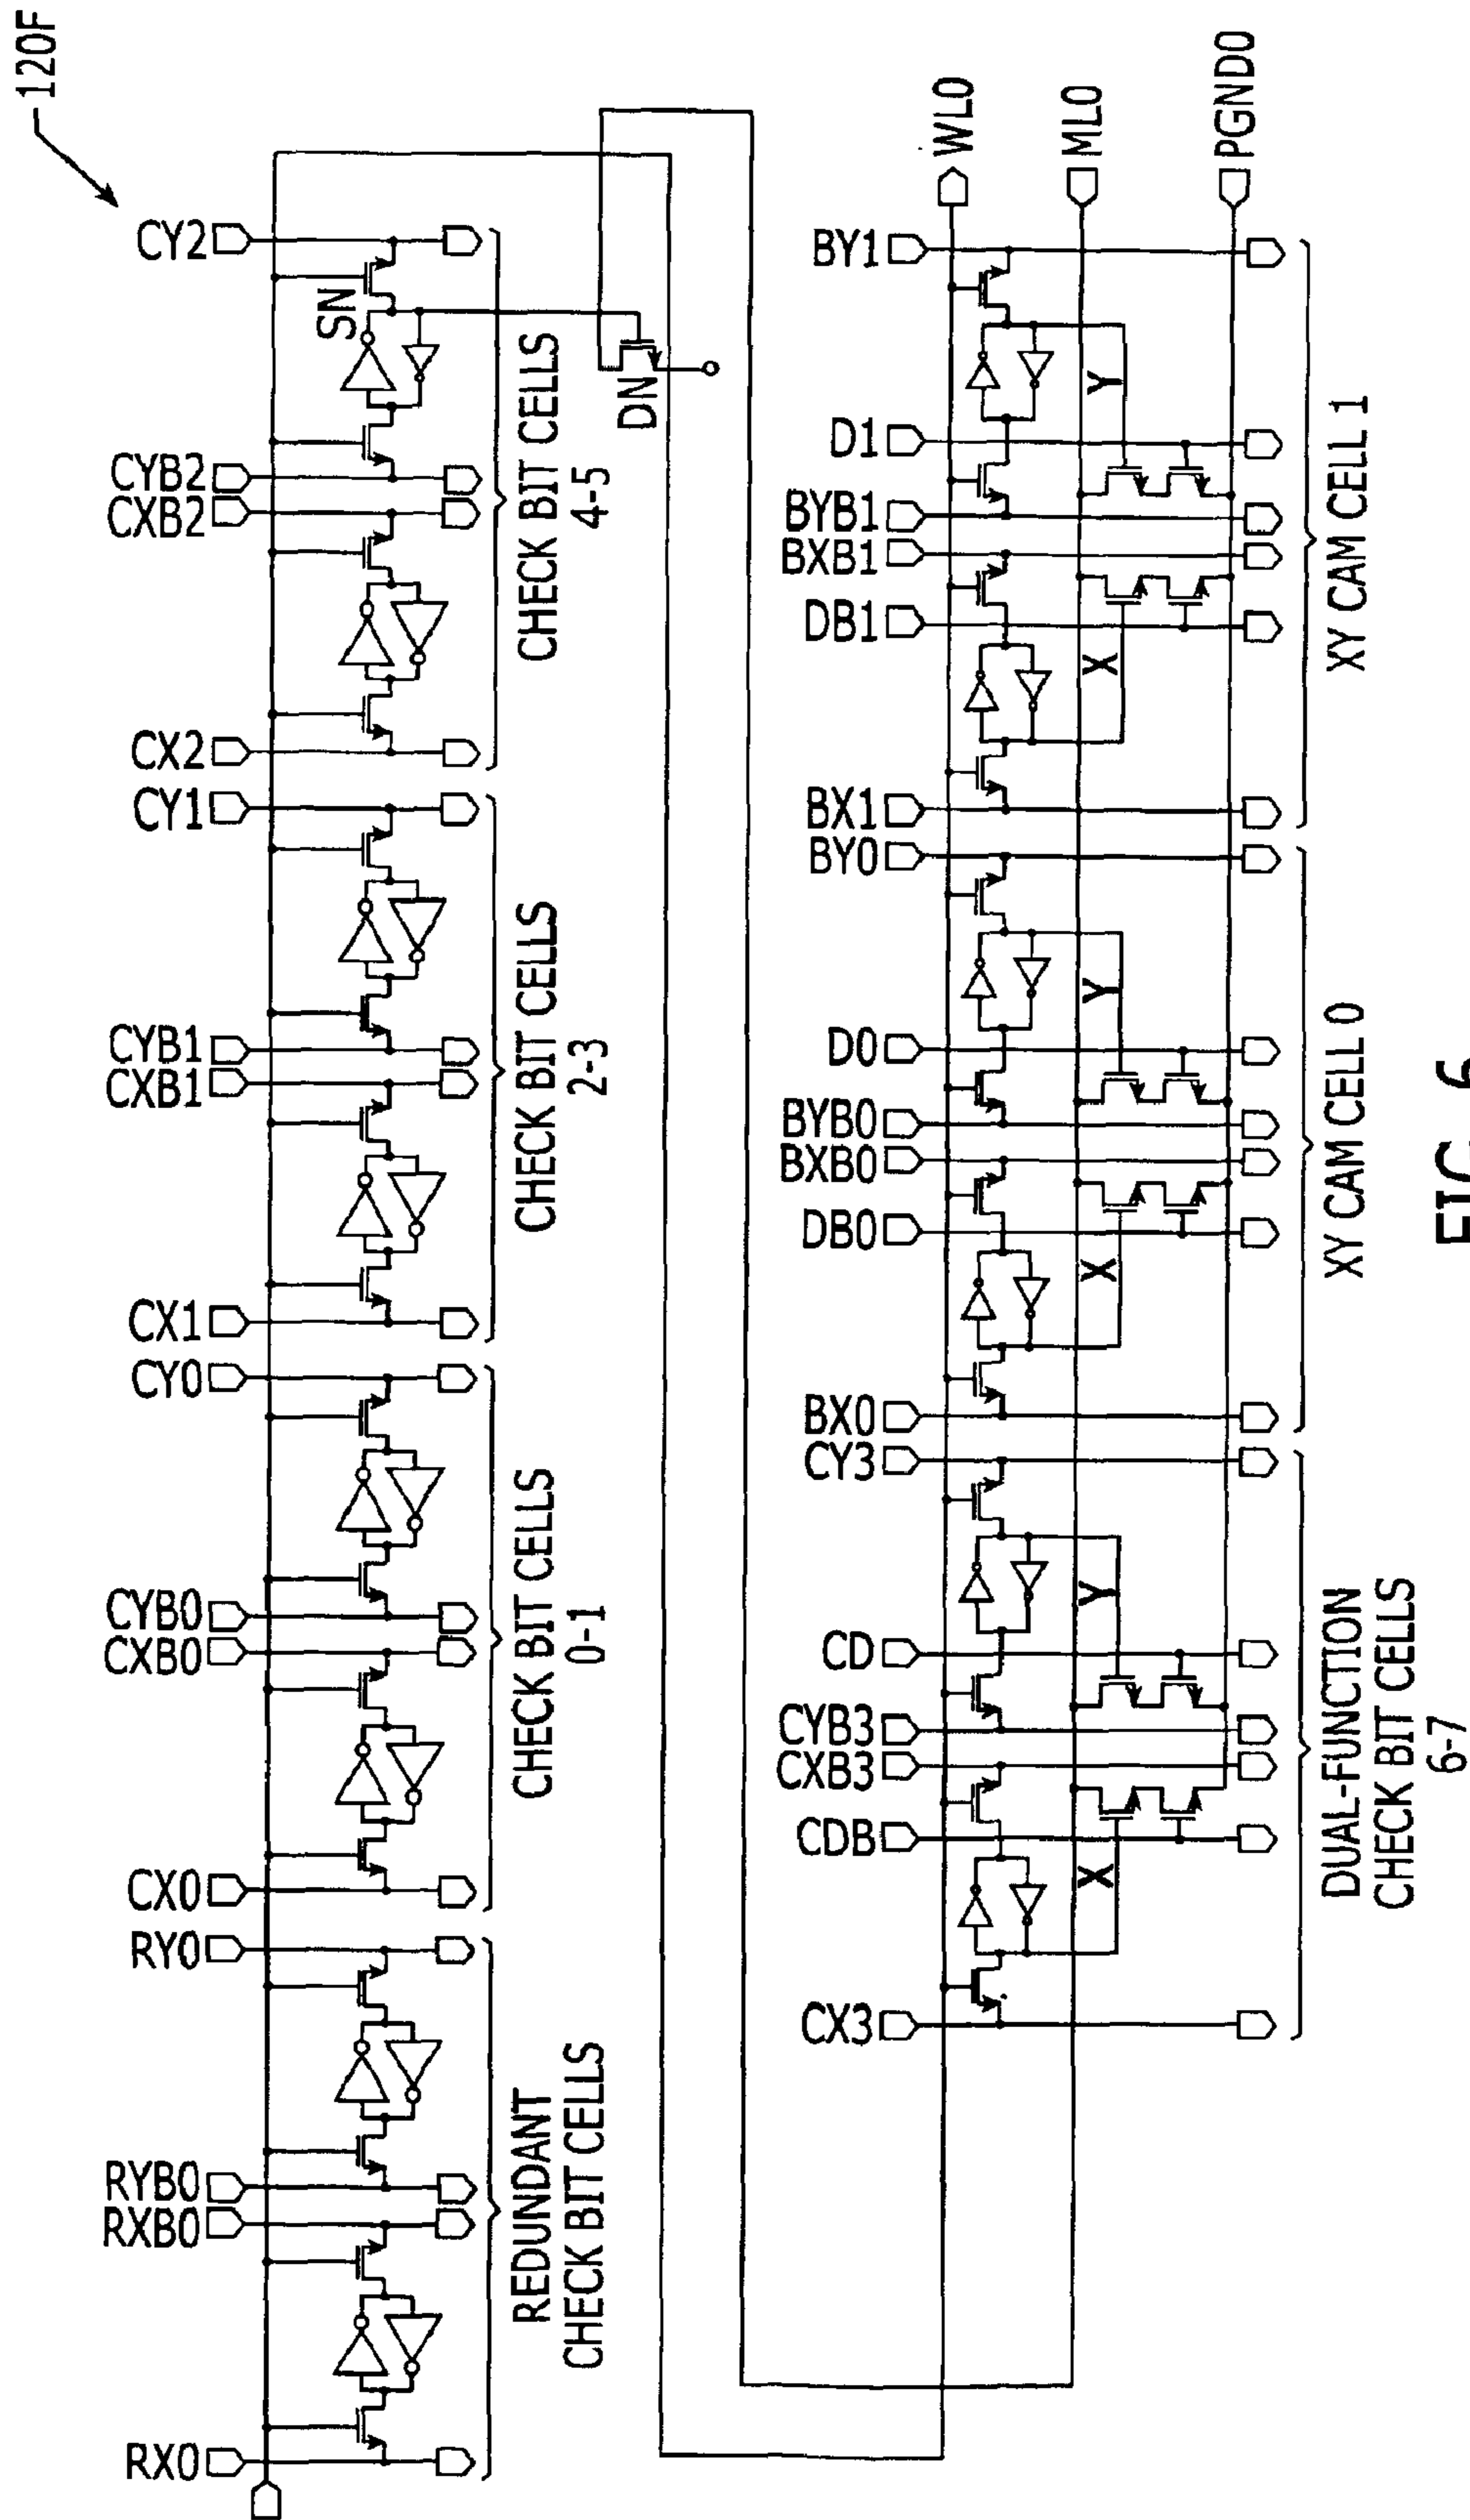 120F
RX0
RXB0
RYB0
RY0
CX0
CXB0
CYB0
CY0
CX1
CXB1
CYB1
CY1
CX2
CXB2
CYB2
CY2
SN
REDUNDANT
CHECK BIT CELLS
CHECK BIT CELLS
0-1
CHECK BIT CELLS
2-3
CHECK BIT CELLS
4-5
DN
CX3
CDB
CXB3
CYB3
CD
CY3
BX0
DB0
BXB0
BYB0
D0
BY0
BX1
DB1
BXB1
BYB1
D1
BY1
WL0
ML0
PGND0
X
Y
X
Y
X
Y
DUAL-FUNCTION
CHECK BIT CELLS
6-7
XY CAM CELL 0
XY CAM CELL 1
FIG. 6